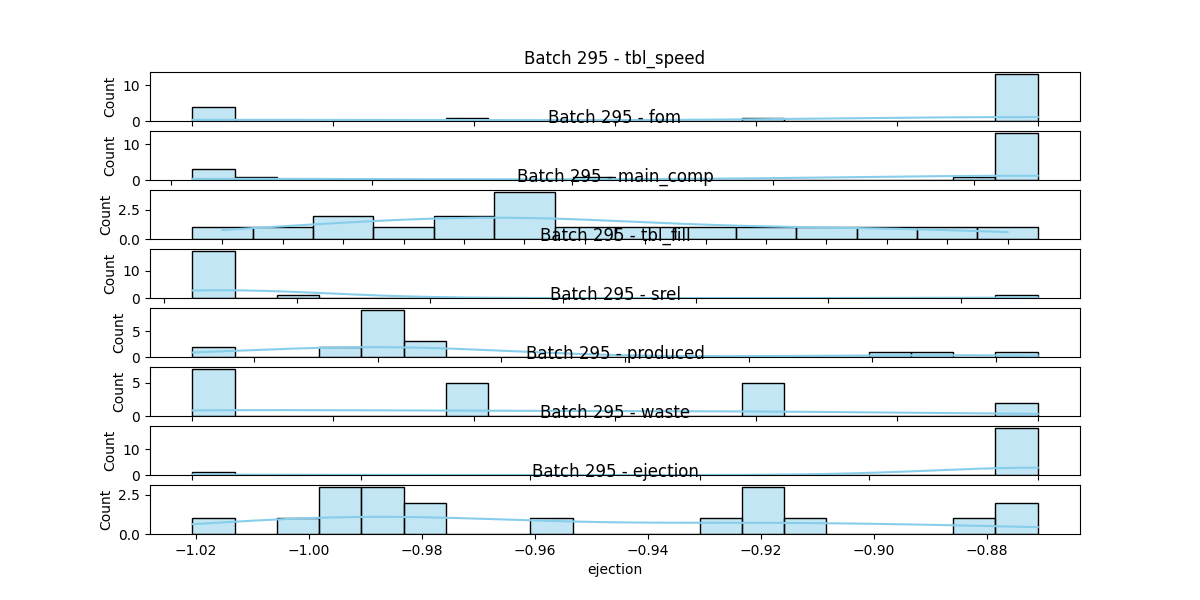 Batch 295 - tbl_speed
10
0
Count
Batch 295 - fom
10
0
Count
Batch 295 - main_comp
2.5
0.0
Count
Batch 295 - tbl_fill
10
0
Count
Batch 295 - srel
5
0
Count
Batch 295 - produced
5
0
Count
Batch 295 - waste
10
0
Count
Batch 295 - ejection
2.5
0.0
Count
−1.02 −1.00 −0.98 −0.96 −0.94 −0.92 −0.90 −0.88
ejection